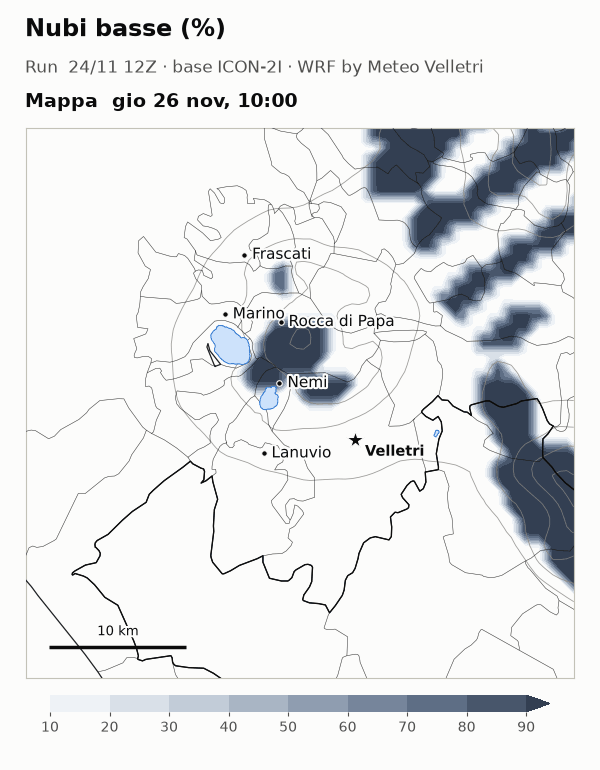 Nubi basse (%)
Run  24/11 12Z · base ICON-2I · WRF by Meteo Velletri
Mappa  gio 26 nov, 10:00
Frascati
Marino
Rocca di Papa
Nemi
Velletri
Lanuvio
10 km
10 20 30 40 50 60 70 80 90